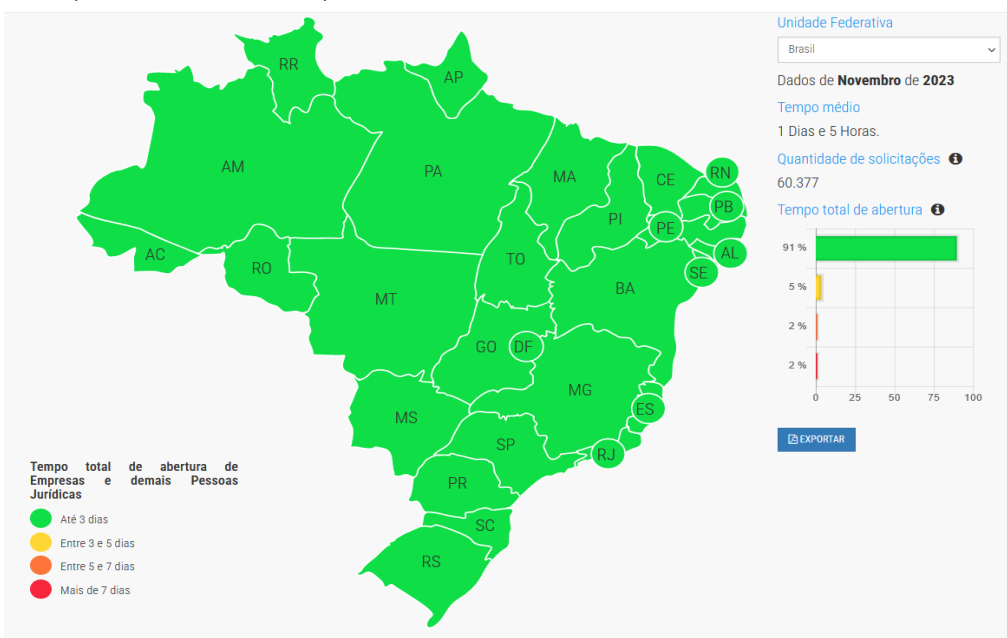 RR
AP
AM
PA
MA
CE
RN
PI
PE
PB
AC
RO
TO
AL
SE
MT
BA
GO
DF
MG
MS
ES
SP
RJ
PR
SC
RS
Tempo total de abertura de
Empresas e demais Pessoas
Jurídicas
Até 3 dias
Entre 3 e 5 dias
Entre 5 e 7 dias
Mais de 7 dias
Unidade Federativa
Brasil
Dados de Novembro de 2023
Tempo médio
1 Dias e 5 Horas.
Quantidade de solicitações
60.377
Tempo total de abertura
91 %
5 %
2 %
2 %
0 25 50 75 100
EXPORTAR